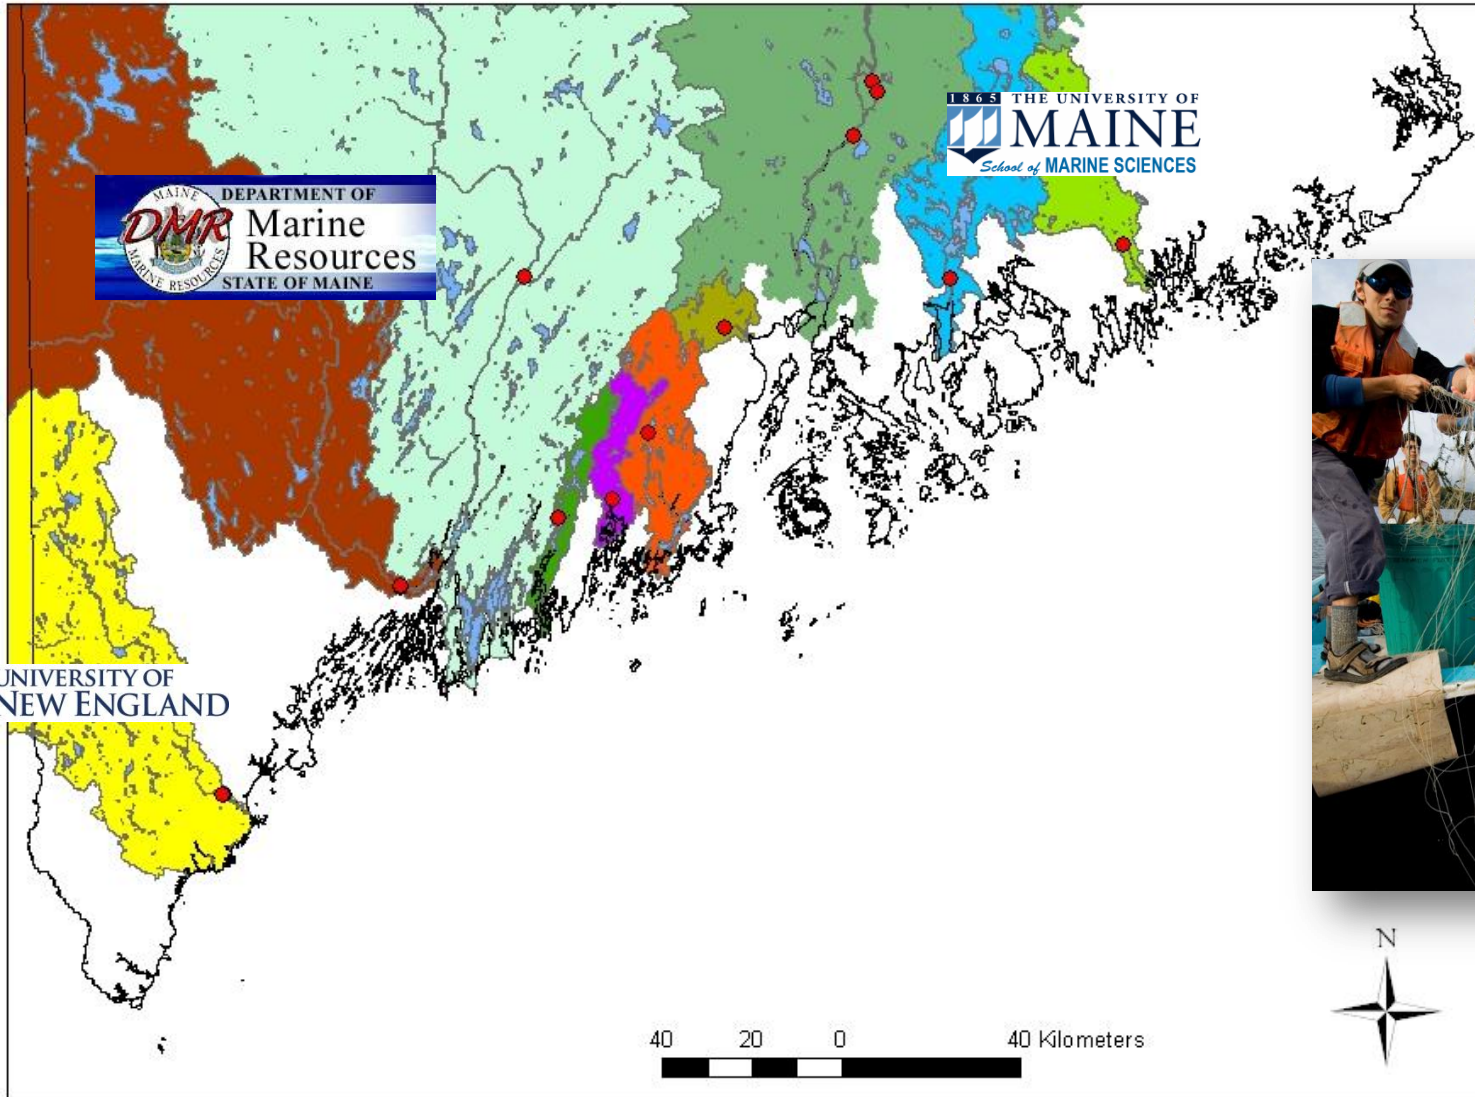 1865 THE UNIVERSITY OF
MAINE
School of MARINE SCIENCES
MAINE
DMR
MARINE RESOURCES
DEPARTMENT OF
Marine
Resources
STATE OF MAINE
UNIVERSITY OF
NEW ENGLAND
N
40 20 0 40 Kilometers